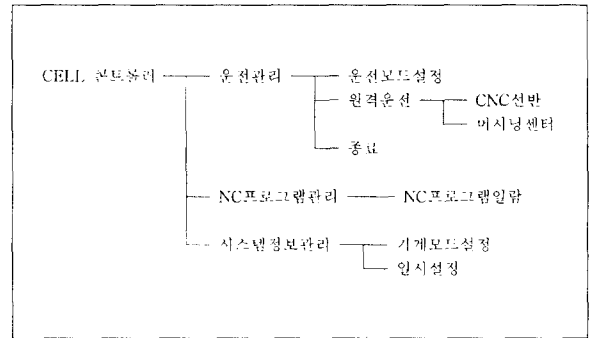 CELL 콘트롤러 운전관리 운전모드설정
원격운전 CNC선반
머시닝센터
종료
NC프로그램관리 NC프로그램일람
시스템정보관리 기계모드설정
일시설정